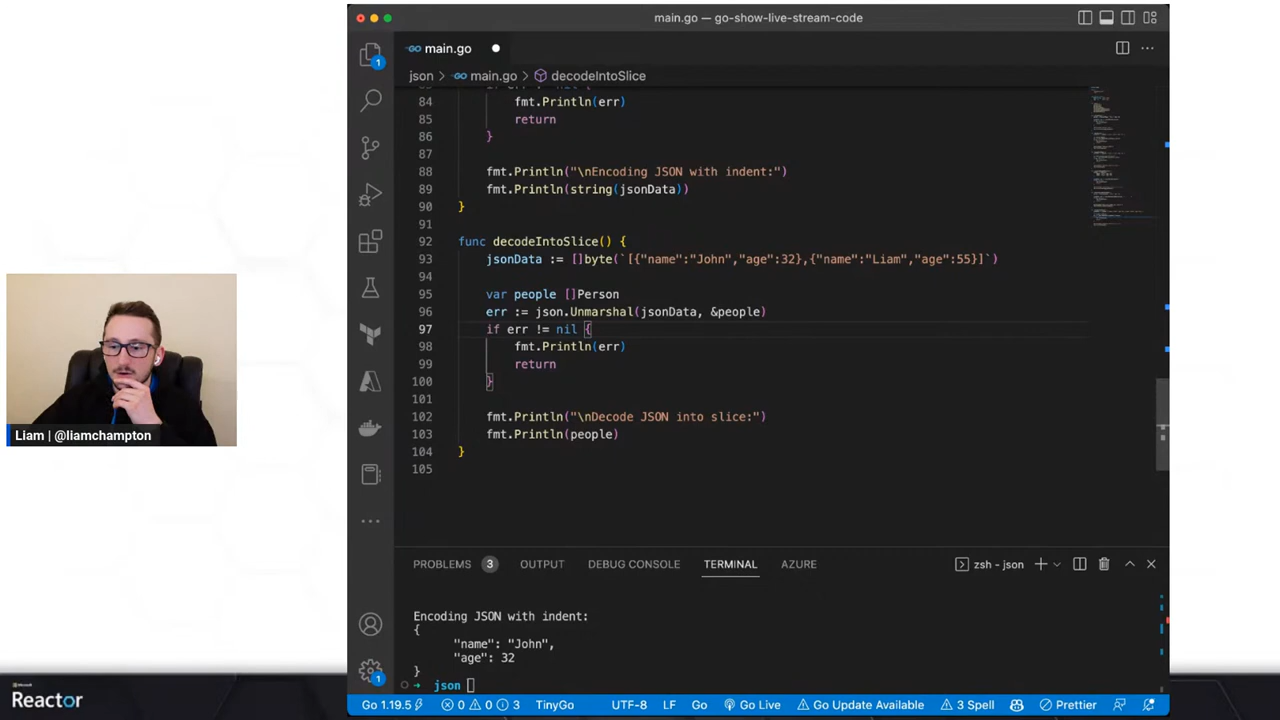 main.go — go-show-live-stream-code
main.go
json > main.go > decodeIntoSlice
84 fmt.Println(err)
85 return
86 }
87
88 fmt.Println("\nEncoding JSON with indent:")
89 fmt.Println(string(jsonData))
90 }
91
92 func decodeIntoSlice() {
93 jsonData := []byte(`[{"name":"John","age":32},{"name":"Liam","age":55}]`)
94
95 var people []Person
96 err := json.Unmarshal(jsonData, &people)
97 if err != nil {
98 fmt.Println(err)
99 return
100 }
101
102 fmt.Println("\nDecode JSON into slice:")
103 fmt.Println(people)
104 }
105
PROBLEMS 3 OUTPUT DEBUG CONSOLE TERMINAL AZURE zsh - json
Encoding JSON with indent:
{
"name": "John",
"age": 32
}
json
Go 1.19.5 0 0 3 TinyGo UTF-8 LF Go Go Live Go Update Available 3 Spell Prettier
1
1
Liam | @liamchampton
Microsoft
Reactor